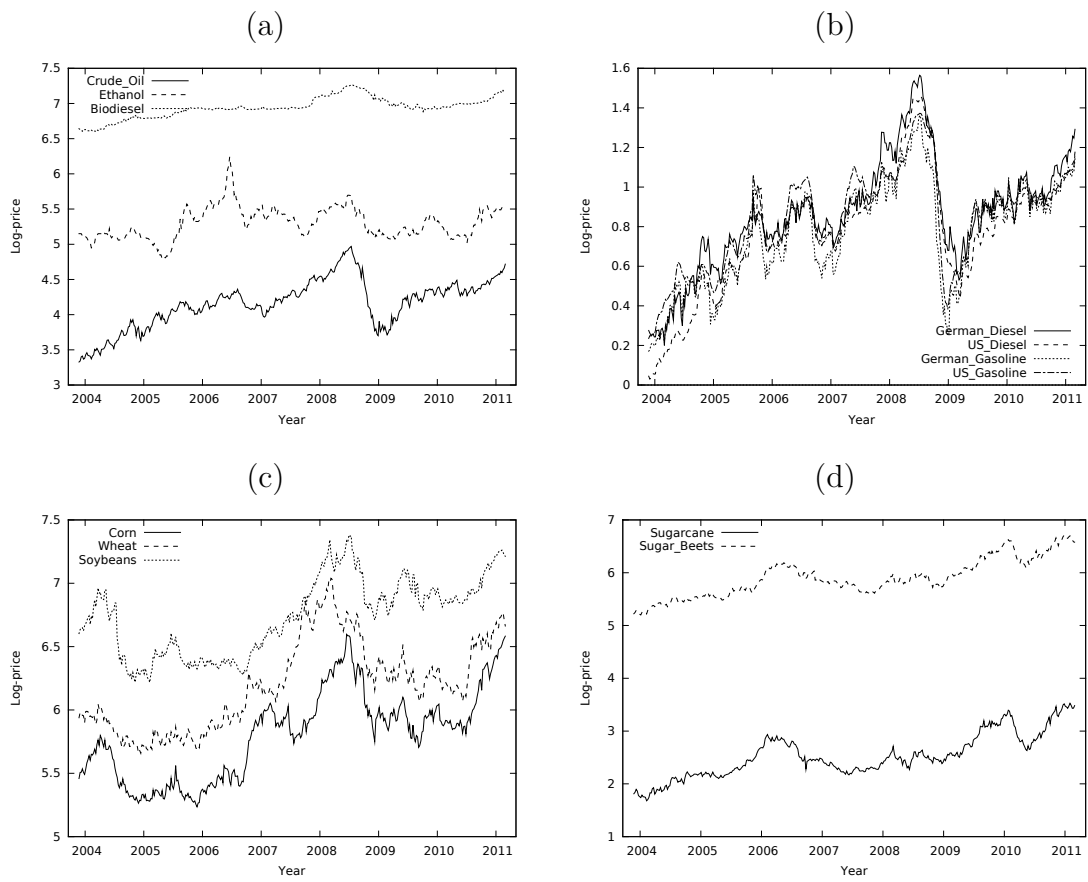 (a)
7.5
7
6.5
6
5.5
5
4.5
4
3.5
3
Log-price
Crude_Oil
Ethanol
Biodiesel
2004 2005 2006 2007 2008 2009 2010 2011
Year
(b)
1.6
1.4
1.2
1
0.8
0.6
0.4
0.2
0
Log-price
German_Diesel
US_Diesel
German_Gasoline
US_Gasoline
2004 2005 2006 2007 2008 2009 2010 2011
Year
(c)
7.5
7
6.5
6
5.5
5
Log-price
Corn
Wheat
Soybeans
2004 2005 2006 2007 2008 2009 2010 2011
Year
(d)
7
6
5
4
3
2
1
Log-price
Sugarcane
Sugar_Beets
2004 2005 2006 2007 2008 2009 2010 2011
Year